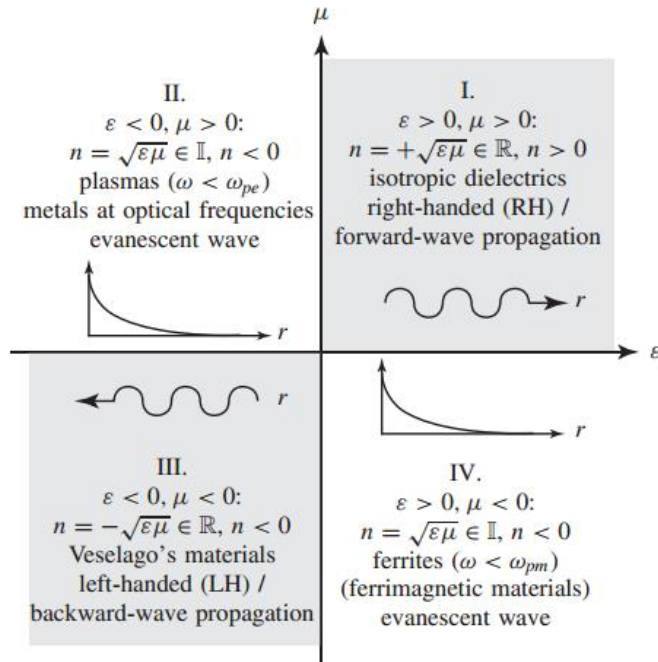 μ
II.
ε < 0, μ > 0:
n = √εμ ∈ 𝕀, n < 0
plasmas (ω < ω_pe)
metals at optical frequencies
evanescent wave
r
I.
ε > 0, μ > 0:
n = +√εμ ∈ ℝ, n > 0
isotropic dielectrics
right-handed (RH) /
forward-wave propagation
r
ε
r
III.
ε < 0, μ < 0:
n = −√εμ ∈ ℝ, n < 0
Veselago's materials
left-handed (LH) /
backward-wave propagation
r
IV.
ε > 0, μ < 0:
n = √εμ ∈ 𝕀, n < 0
ferrites (ω < ω_pm)
(ferrimagnetic materials)
evanescent wave